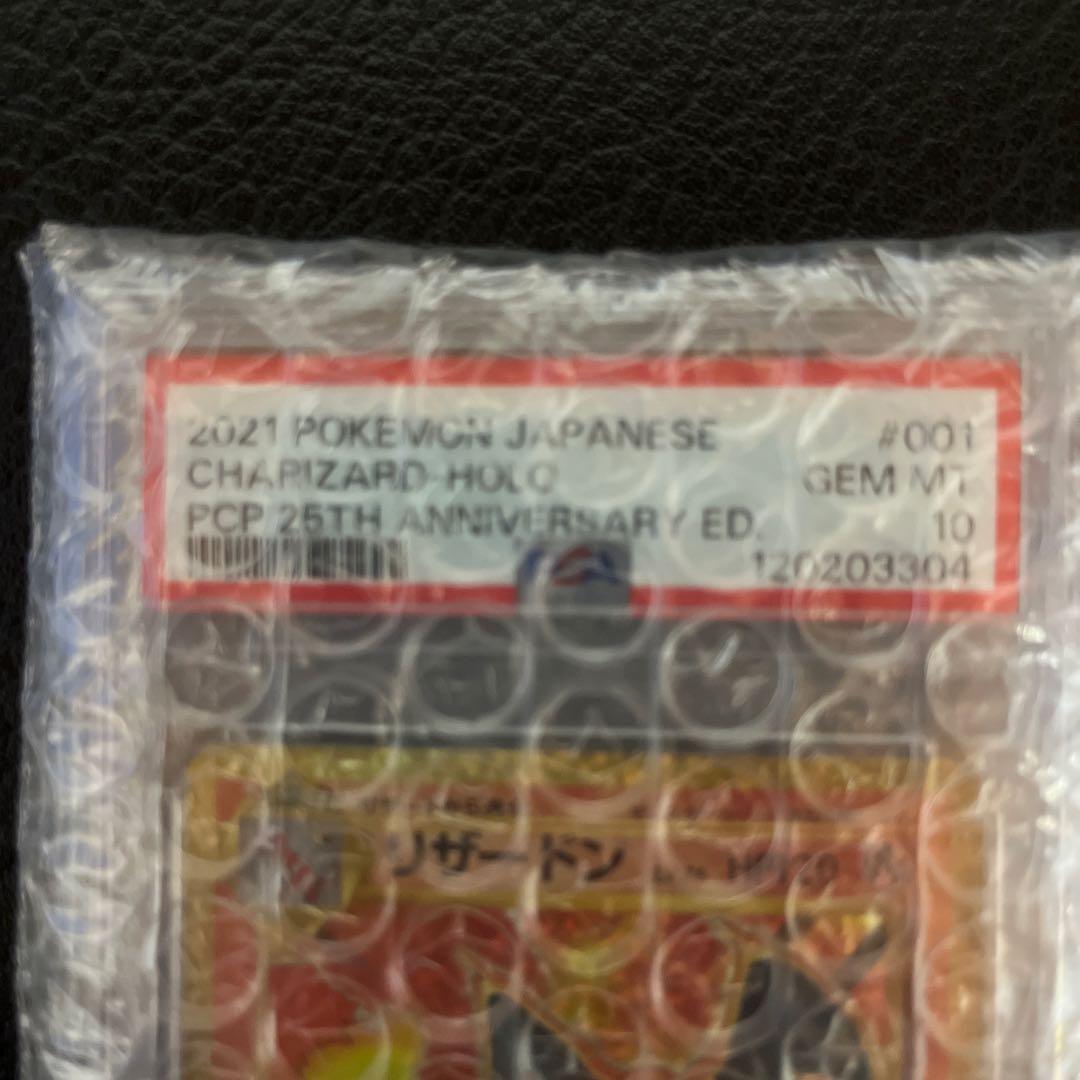 2021 POKEMON JAPANESE #001
CHARIZARD-HOLO GEM MT
PCP 25TH ANNIVERSARY ED. 10
120203304
リザードン HP120